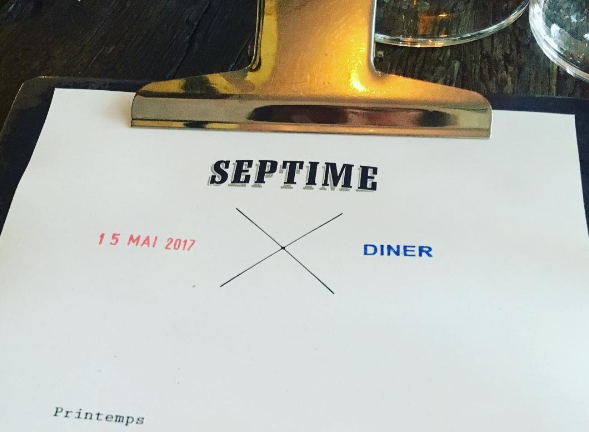 SEPTIME
15 MAI 2017 DINER
Printemps